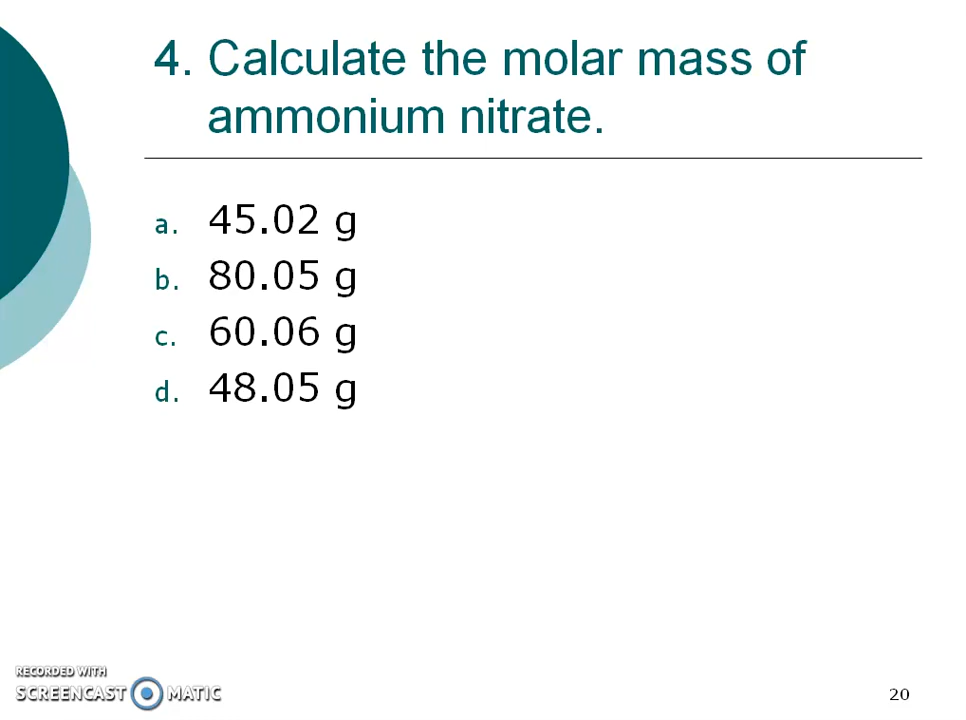 4. Calculate the molar mass of
ammonium nitrate.
a. 45.02 g
b. 80.05 g
c. 60.06 g
d. 48.05 g
RECORDED WITH
SCREENCAST MATIC
20